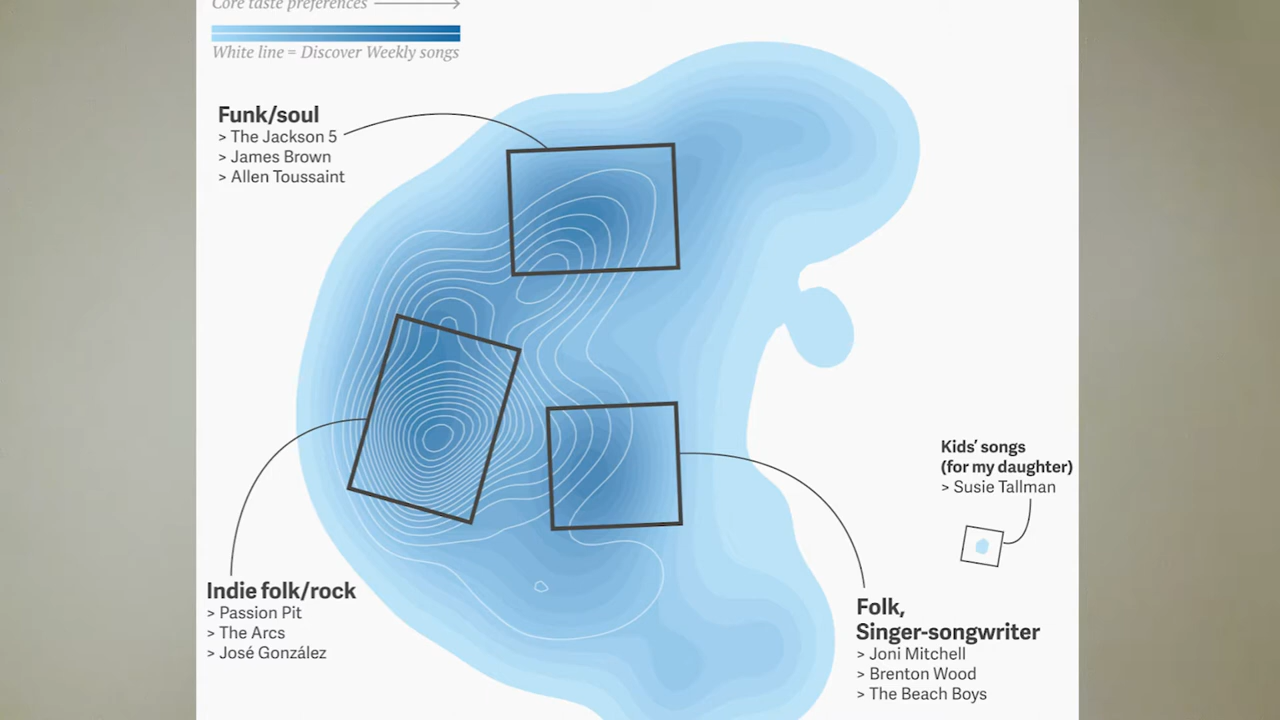 Core taste preferences
White line = Discover Weekly songs
Funk/soul
> The Jackson 5
> James Brown
> Allen Toussaint
Kids’ songs
(for my daughter)
> Susie Tallman
Indie folk/rock
> Passion Pit
> The Arcs
> José González
Folk,
Singer-songwriter
> Joni Mitchell
> Brenton Wood
> The Beach Boys